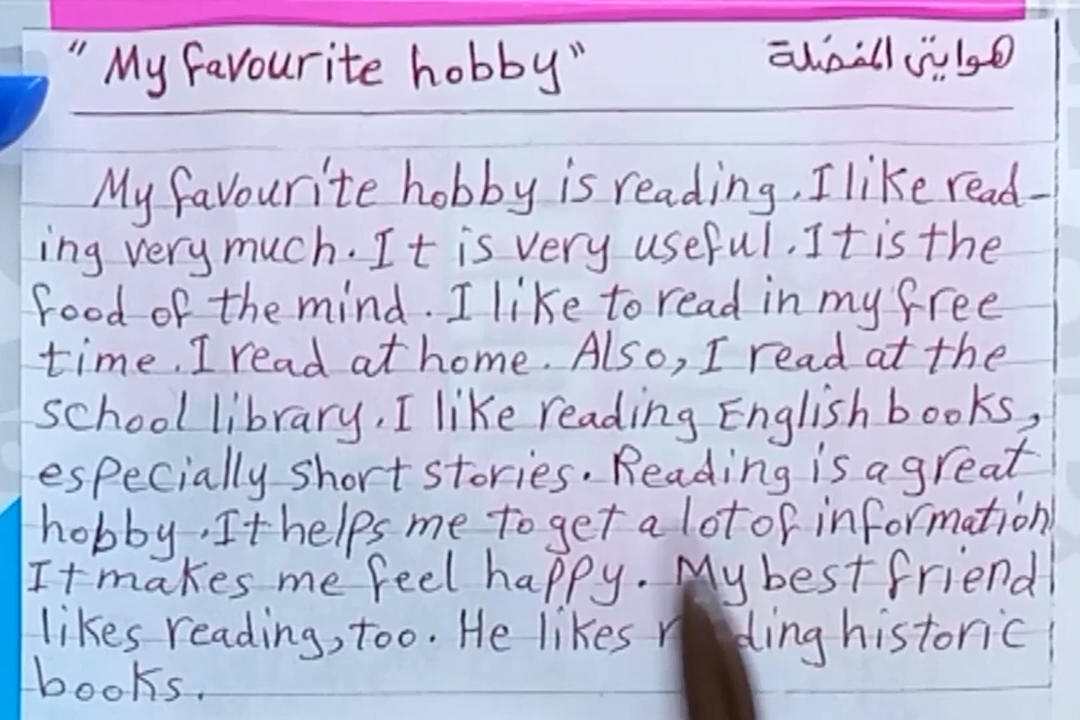 "My favourite hobby" هوايتي المفضلة
My favourite hobby is reading. I like read-
ing very much. It is very useful. It is the
food of the mind. I like to read in my free
time. I read at home. Also, I read at the
school library. I like reading English books,
especially short stories. Reading is a great
hobby. It helps me to get a lot of information
It makes me feel happy. My best friend
likes reading, too. He likes reading historic
books.